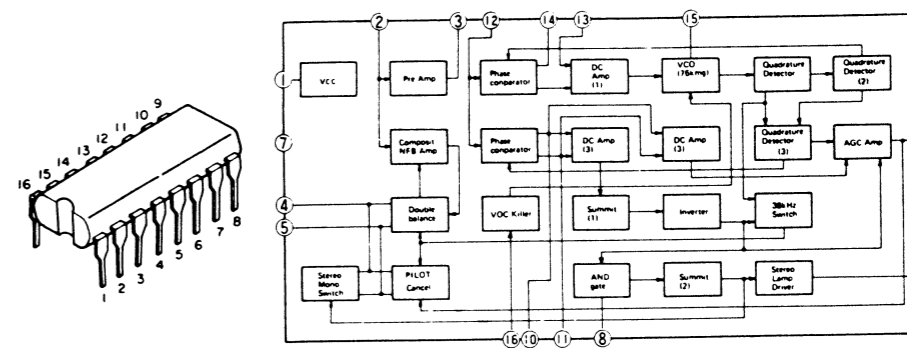 16 15 14 13 12 11 10 9
1 2 3 4 5 6 7 8
2 3 12 14 13 15
1
7
4
5
16 10 11 8
VCC
Pre Amp
Phase
comparator
DC
Amp
(1)
VCO
(76kmg)
Quadrature
Detector
Quadrature
Detector
(2)
Composit
NFB Amp
Phase
comparator
DC
Amp
(3)
DC
Amp
(3)
Quadrature
Detector
(3)
AGC Amp
Double
balance
VOC Killer
Summit
(1)
Inverter
38kHz
Switch
Stereo
Mono
Switch
PILOT
Cancel
AND
gate
Summit
(2)
Stereo
Lamp
Driver